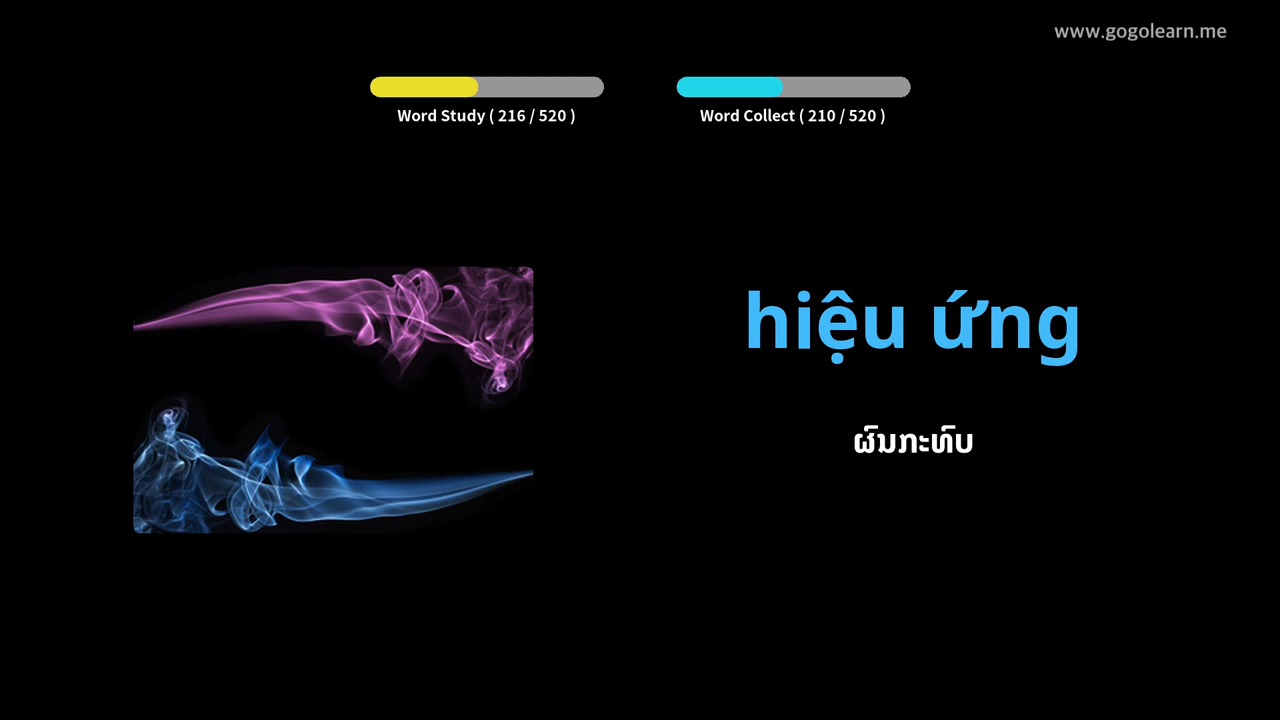 www.gogolearn.me
Word Study ( 216 / 520 )
Word Collect ( 210 / 520 )
hiệu ứng
ຜົນກະທົບ